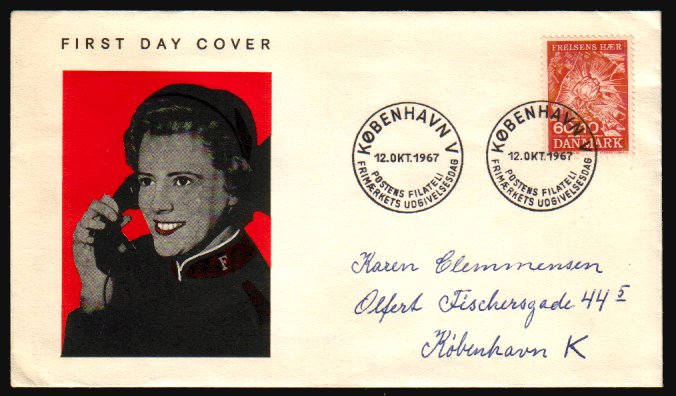 FIRST DAY COVER
FRELSENS HÆR
60+10
DANMARK
KØBENHAVN V
12.OKT.1967
POSTENS FILATELI
FRIMÆRKETS UDGIVELSESDAG
KØBENHAVN V
12.OKT.1967
POSTENS FILATELI
FRIMÆRKETS UDGIVELSESDAG
F
Karen Clemmensen
Olfert Fischersgade 44 5
København K